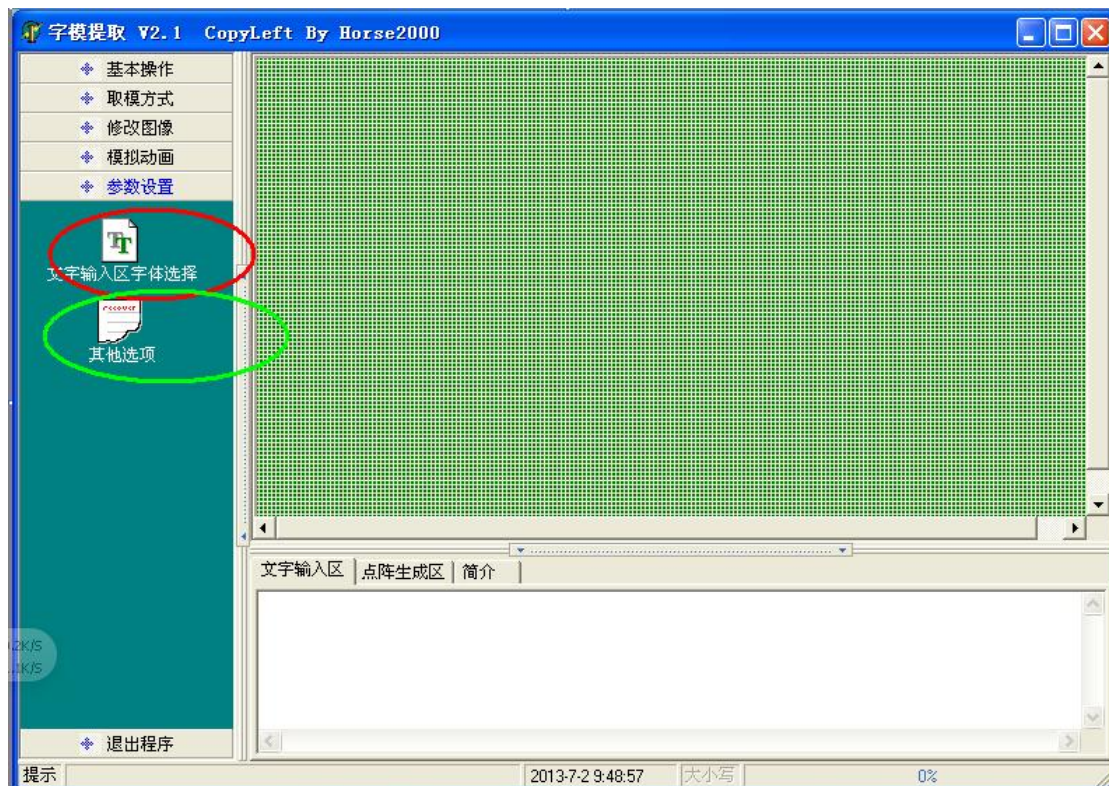 字模提取 V2.1 CopyLeft By Horse2000
基本操作
取模方式
修改图像
模拟动画
参数设置
文字输入区字体选择
其他选项
退出程序
文字输入区 点阵生成区 简介
提示 2013-7-2 9:48:57 大小写 0%